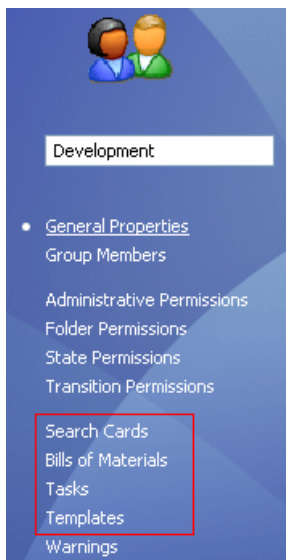 Development
General Properties
Group Members
Administrative Permissions
Folder Permissions
State Permissions
Transition Permissions
Search Cards
Bills of Materials
Tasks
Templates
Warnings